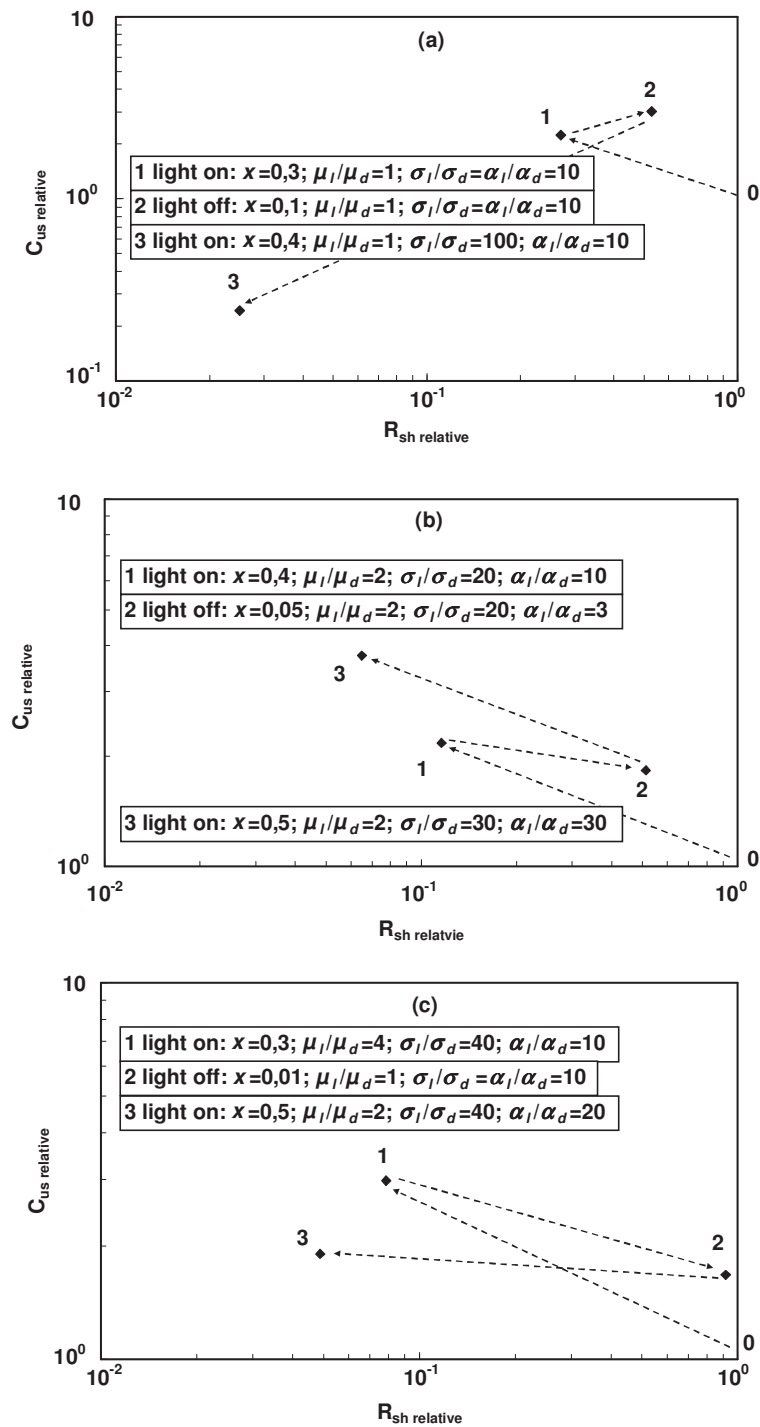 10
(a)
2
1
1 light on: x=0,3; μl/μd=1; σl/σd=αl/αd=10
10⁰
0
2 light off: x=0,1; μl/μd=1; σl/σd=αl/αd=10
3 light on: x=0,4; μl/μd=1; σl/σd=100; αl/αd=10
3
Cus relative
10⁻¹
10⁻²
10⁻¹
10⁰
Rsh relative
10
(b)
1 light on: x=0,4; μl/μd=2; σl/σd=20; αl/αd=10
2 light off: x=0,05; μl/μd=2; σl/σd=20; αl/αd=3
3
1
2
3 light on: x=0,5; μl/μd=2; σl/σd=30; αl/αd=30
0
Cus relative
10⁰
10⁻²
10⁻¹
10⁰
Rsh relatvie
10
(c)
1 light on: x=0,3; μl/μd=4; σl/σd=40; αl/αd=10
2 light off: x=0,01; μl/μd=1; σl/σd =αl/αd=10
3 light on: x=0,5; μl/μd=2; σl/σd=40; αl/αd=20
1
3
2
0
Cus relative
10⁰
10⁻²
10⁻¹
10⁰
Rsh relative